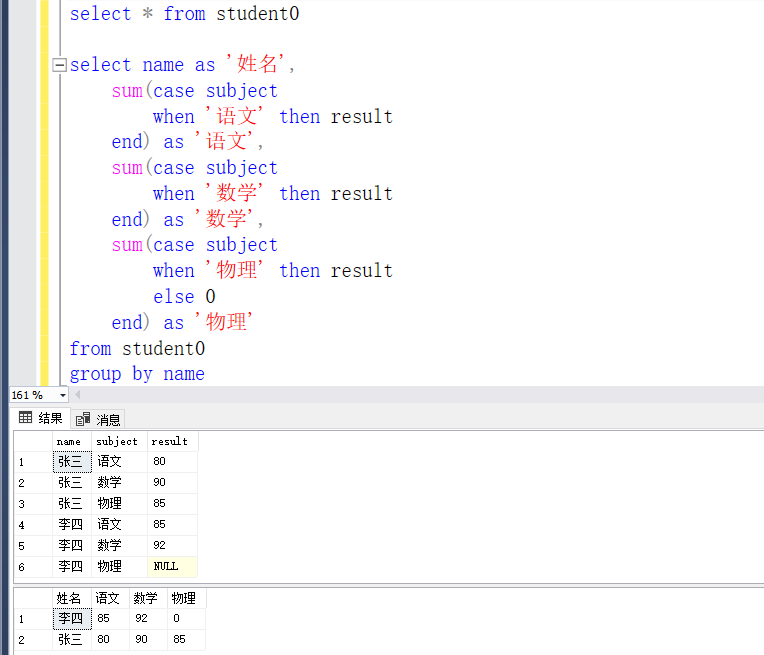 select * from student0
select name as '姓名',
sum(case subject
when '语文' then result
end) as '语文',
sum(case subject
when '数学' then result
end) as '数学',
sum(case subject
when '物理' then result
else 0
end) as '物理'
from student0
group by name
161 %
结果 消息
name subject result
1 张三 语文 80
2 张三 数学 90
3 张三 物理 85
4 李四 语文 85
5 李四 数学 92
6 李四 物理 NULL
姓名 语文 数学 物理
1 李四 85 92 0
2 张三 80 90 85